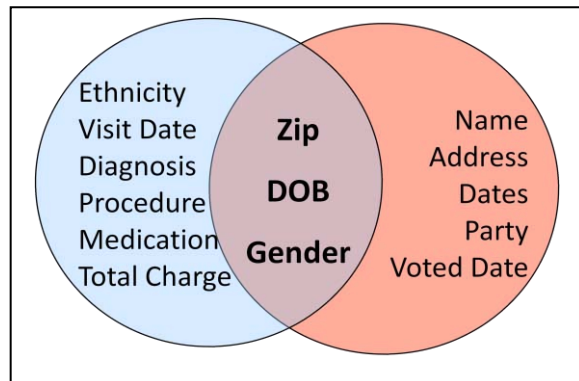 Ethnicity
Visit Date
Diagnosis
Procedure
Medication
Total Charge
Zip
DOB
Gender
Name
Address
Dates
Party
Voted Date